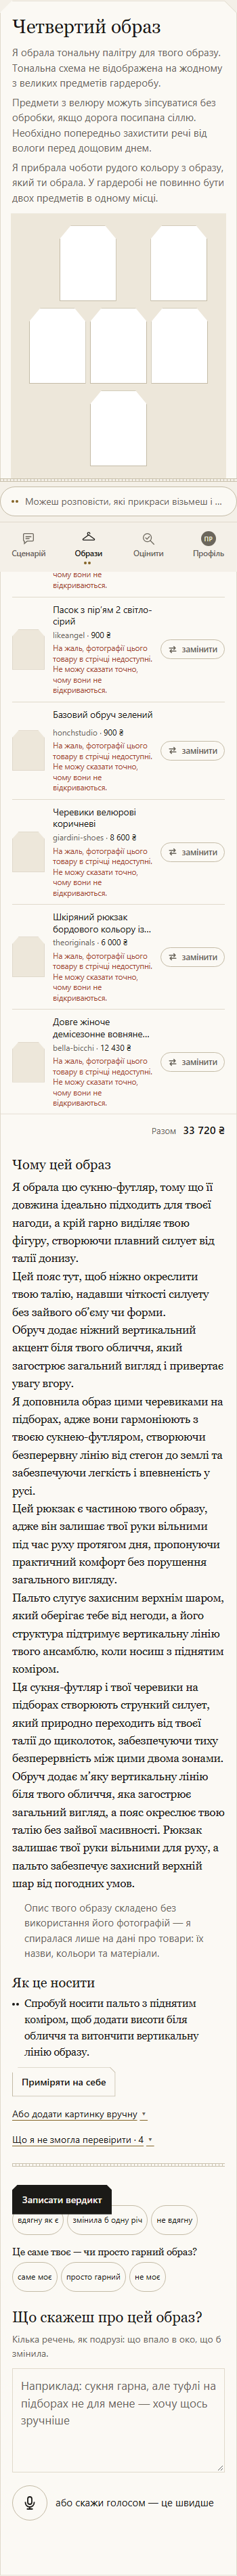 Четвертий образ
Я обрала тональну палітру для твого образу.
Тональна схема не відображена на жодному
з великих предметів гардеробу.
Предмети з велюру можуть зіпсуватися без
обробки, якщо дорога посипана сіллю.
Необхідно попередньо захистити речі від
вологи перед дощовим днем.
Я прибрала чоботи рудого кольору з образу,
який ти обрала. У гардеробі не повинно бути
двох предметів в одному місці.
Можеш розповісти, які прикраси візьмеш і ...
Сценарій
Образи
Оцінити
ПР
Профіль
чому вони не
відкриваються.
Пасок з пір'ям 2 світло-
сірий
likeangel · 900 ₴
На жаль, фотографії цього
товару в стрічці недоступні.
Не можу сказати точно,
чому вони не
відкриваються.
замінити
Базовий обруч зелений
honchstudio · 900 ₴
На жаль, фотографії цього
товару в стрічці недоступні.
Не можу сказати точно,
чому вони не
відкриваються.
замінити
Черевики велюрові
коричневі
giardini-shoes · 8 600 ₴
На жаль, фотографії цього
товару в стрічці недоступні.
Не можу сказати точно,
чому вони не
відкриваються.
замінити
Шкіряний рюкзак
бордового кольору із...
theoriginals · 6 000 ₴
На жаль, фотографії цього
товару в стрічці недоступні.
Не можу сказати точно,
чому вони не
відкриваються.
замінити
Довге жіноче
демісезонне вовняне...
bella-bicchi · 12 430 ₴
На жаль, фотографії цього
товару в стрічці недоступні.
Не можу сказати точно,
чому вони не
відкриваються.
замінити
Разом 33 720 ₴
Чому цей образ
Я обрала цю сукню-футляр, тому що її
довжина ідеально підходить для твоєї
нагоди, а крій гарно виділяє твою
фігуру, створюючи плавний силует від
талії донизу.
Цей пояс тут, щоб ніжно окреслити
твою талію, надавши чіткості силуету
без зайвого об'єму чи форми.
Обруч додає ніжний вертикальний
акцент біля твого обличчя, який
загострює загальний вигляд і привертає
увагу вгору.
Я доповнила образ цими черевиками на
підборах, адже вони гармоніюють з
твоєю сукнею-футляром, створюючи
безперервну лінію від стегон до землі та
забезпечуючи легкість і впевненість у
русі.
Цей рюкзак є частиною твого образу,
адже він залишає твої руки вільними
під час руху протягом дня, пропонуючи
практичний комфорт без порушення
загального вигляду.
Пальто слугує захисним верхнім шаром,
який оберігає тебе від негоди, а його
структура підтримує вертикальну лінію
твого ансамблю, коли носиш з піднятим
коміром.
Ця сукня-футляр і твої черевики на
підборах створюють стрункий силует,
який природно переходить від твоєї
талії до щиколоток, забезпечуючи тиху
безперервність між цими двома зонами.
Обруч додає м'яку вертикальну лінію
біля твого обличчя, яка загострює
загальний вигляд, а пояс окреслює твою
талію без зайвої масивності. Рюкзак
залишає твої руки вільними для руху, а
пальто забезпечує захисний верхній
шар від погодних умов.
Опис твого образу складено без
використання його фотографій — я
спиралася лише на дані про товари: їх
назви, кольори та матеріали.
Як це носити
Спробуй носити пальто з піднятим
коміром, щоб додати висоти біля
обличчя та витончити вертикальну
лінію образу.
Приміряти на себе
Або додати картинку вручну
Що я не змогла перевірити · 4
Записати вердикт
вдягну як є
змінила б одну річ
не вдягну
Це саме твоє — чи просто гарний образ?
саме моє
просто гарний
не моє
Що скажеш про цей образ?
Кілька речень, як подрузі: що впало в око, що б
змінила.
Наприклад: сукня гарна, але туфлі на
підборах не для мене — хочу щось
зручніше
або скажи голосом — це швидше